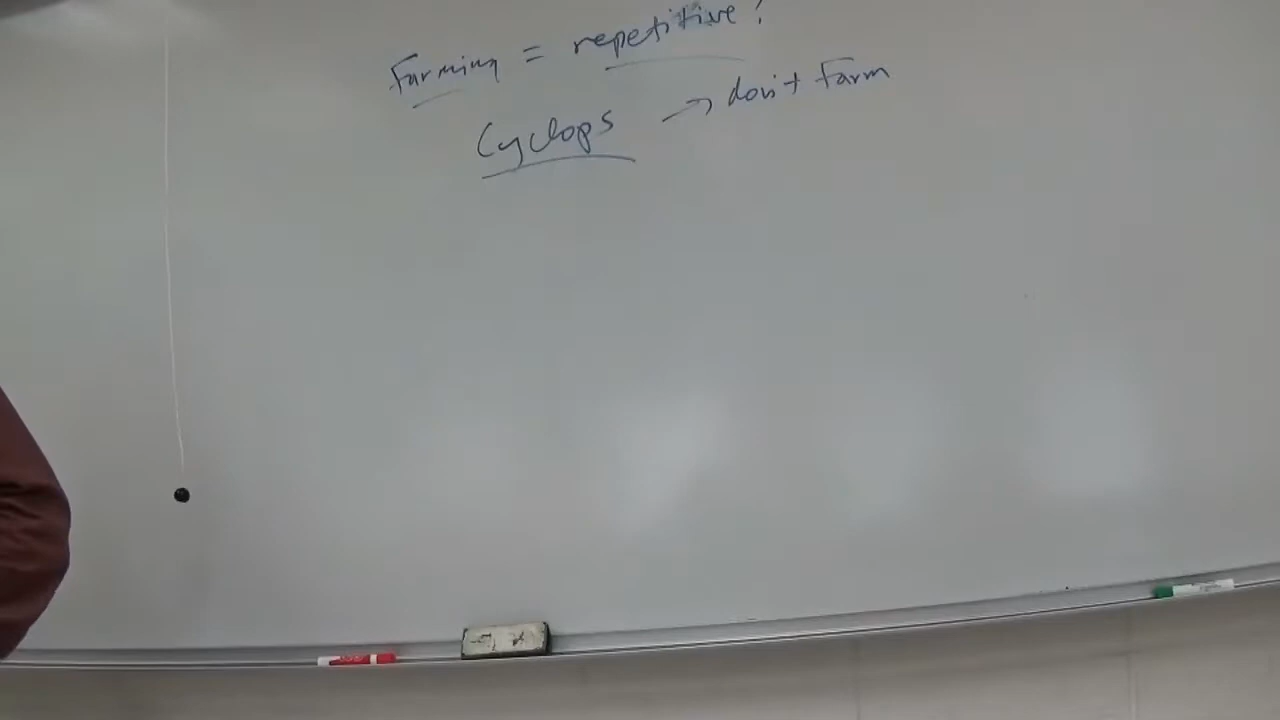 Farming = repetitive?
Cyclops → don't farm